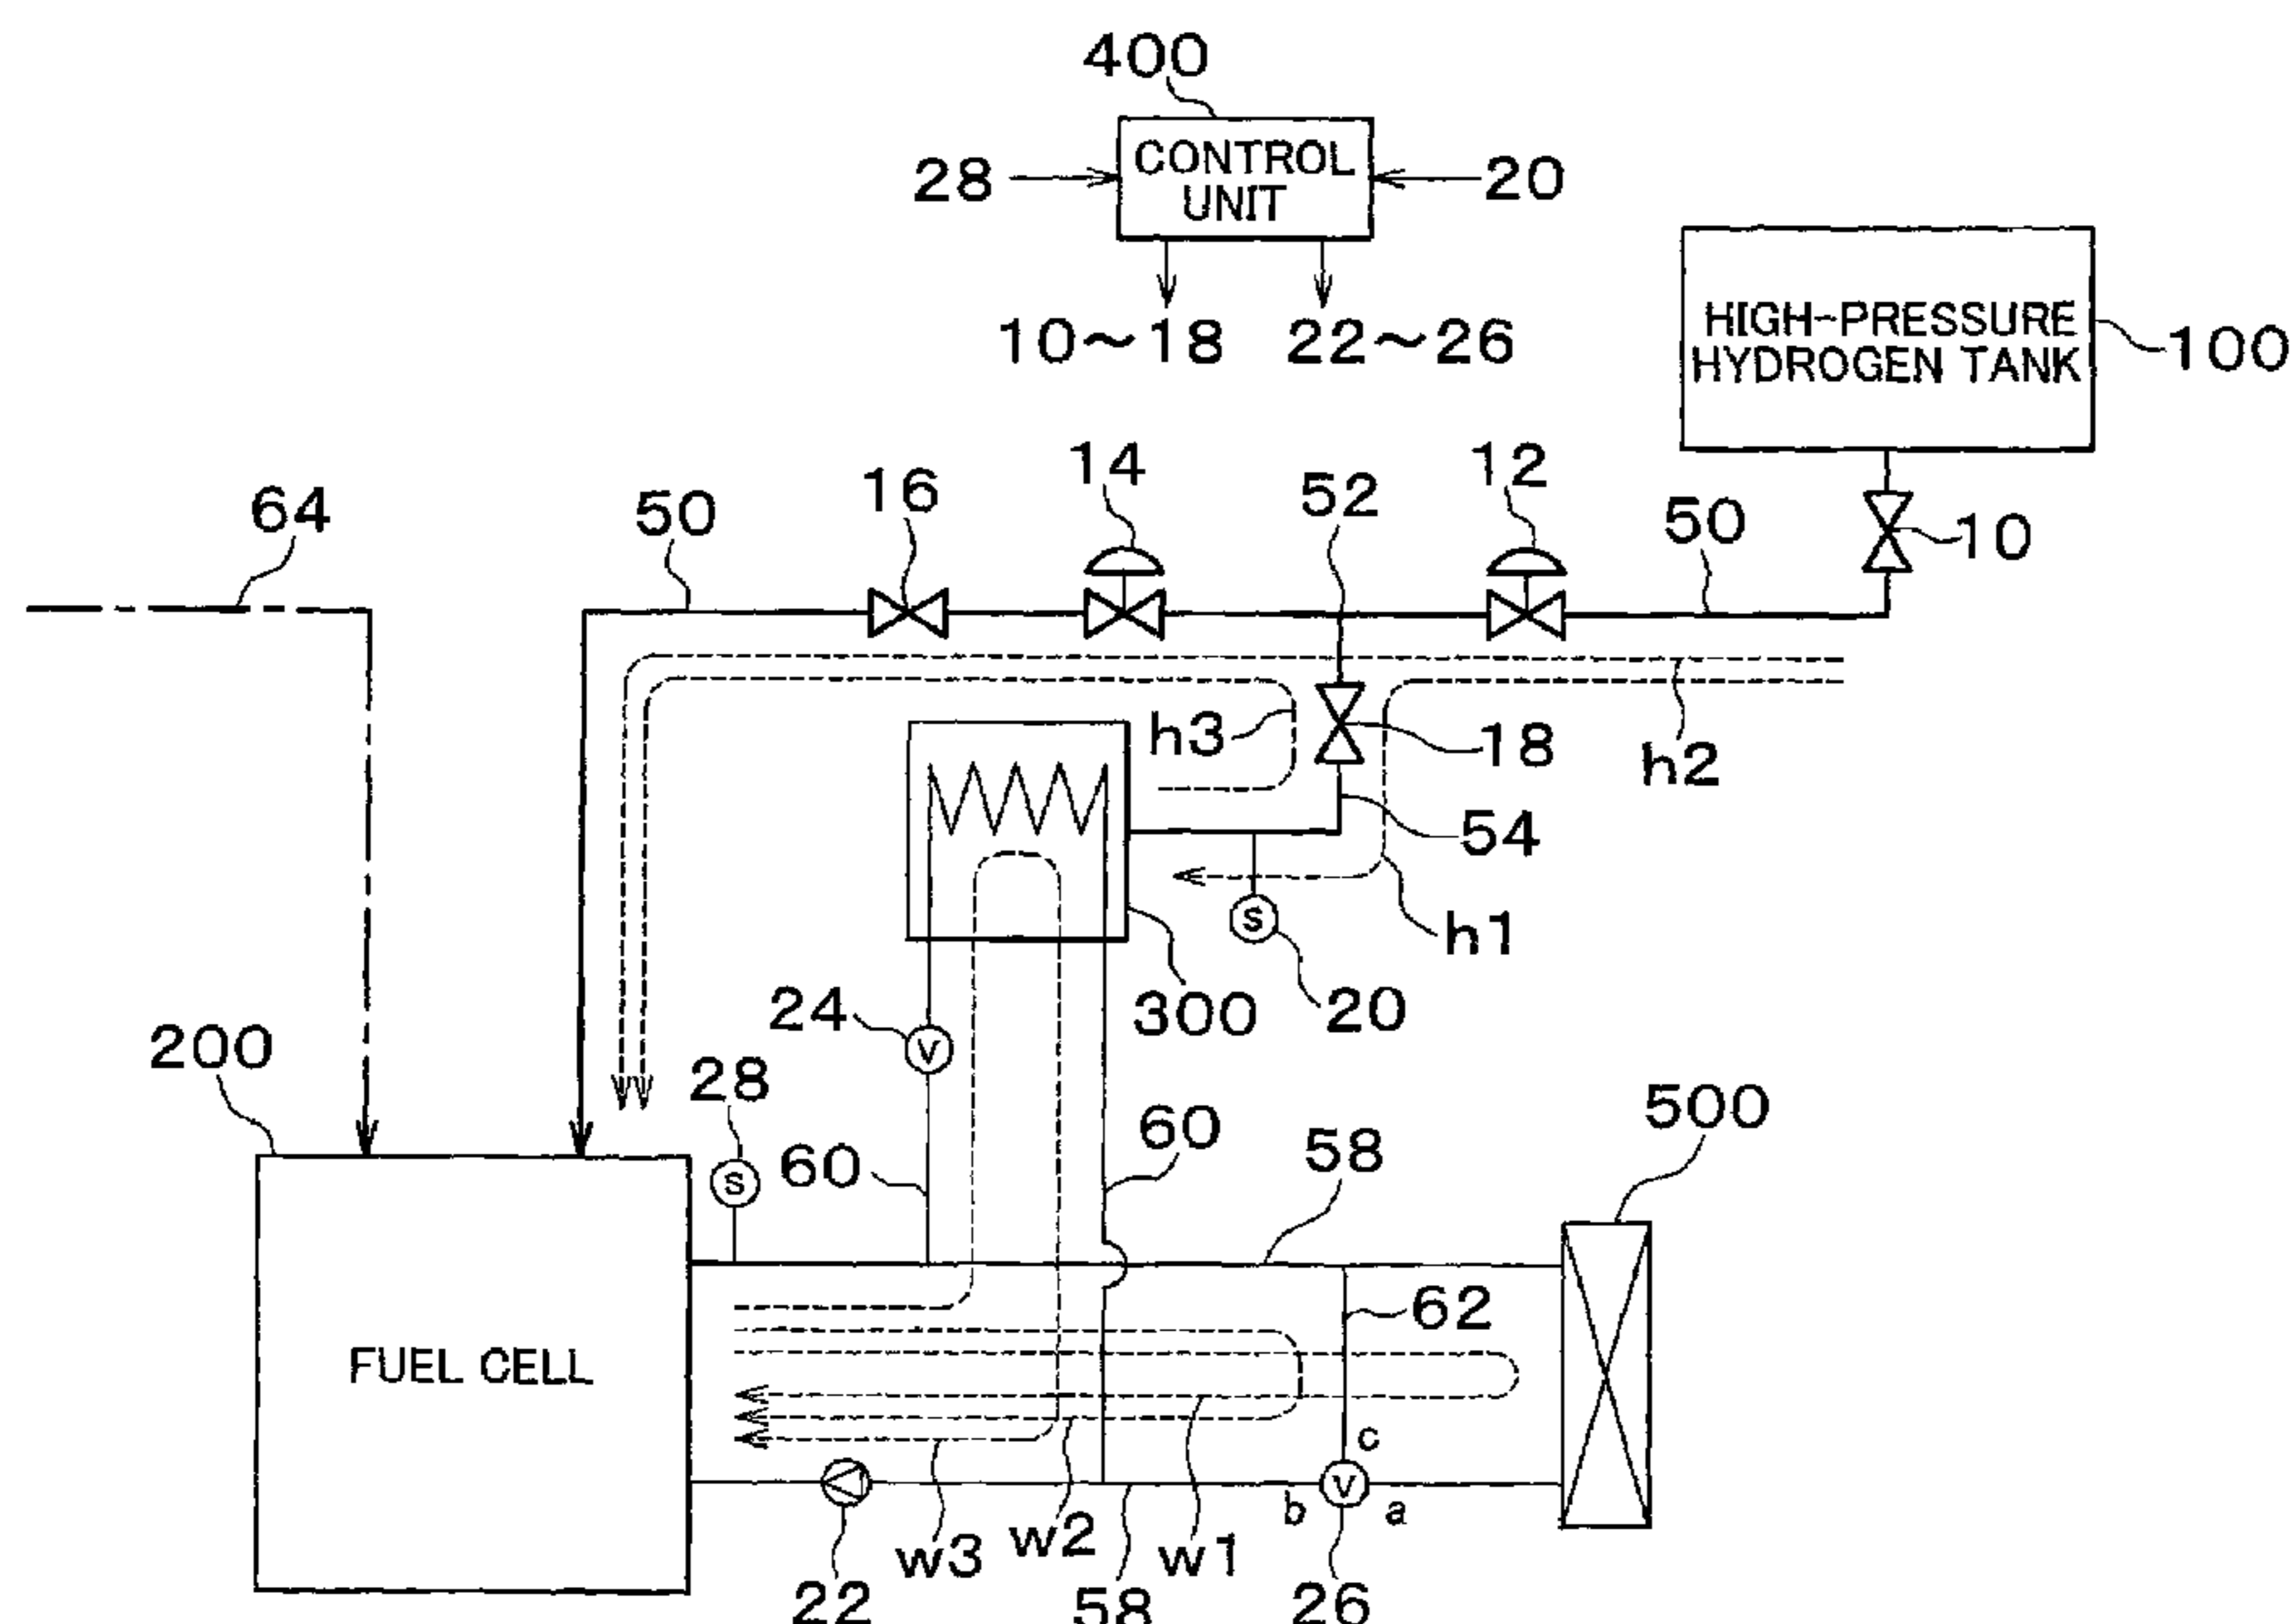 400
28
CONTROL
UNIT
20
10~18
22~26
HIGH-PRESSURE
HYDROGEN TANK
100
64
50
16
14
52
12
50
10
h3
18
h2
54
h1
300
20
24
200
28
60
60
58
500
62
FUEL CELL
c
b
a
w3
w2
w1
22
58
26
S
V
S
V